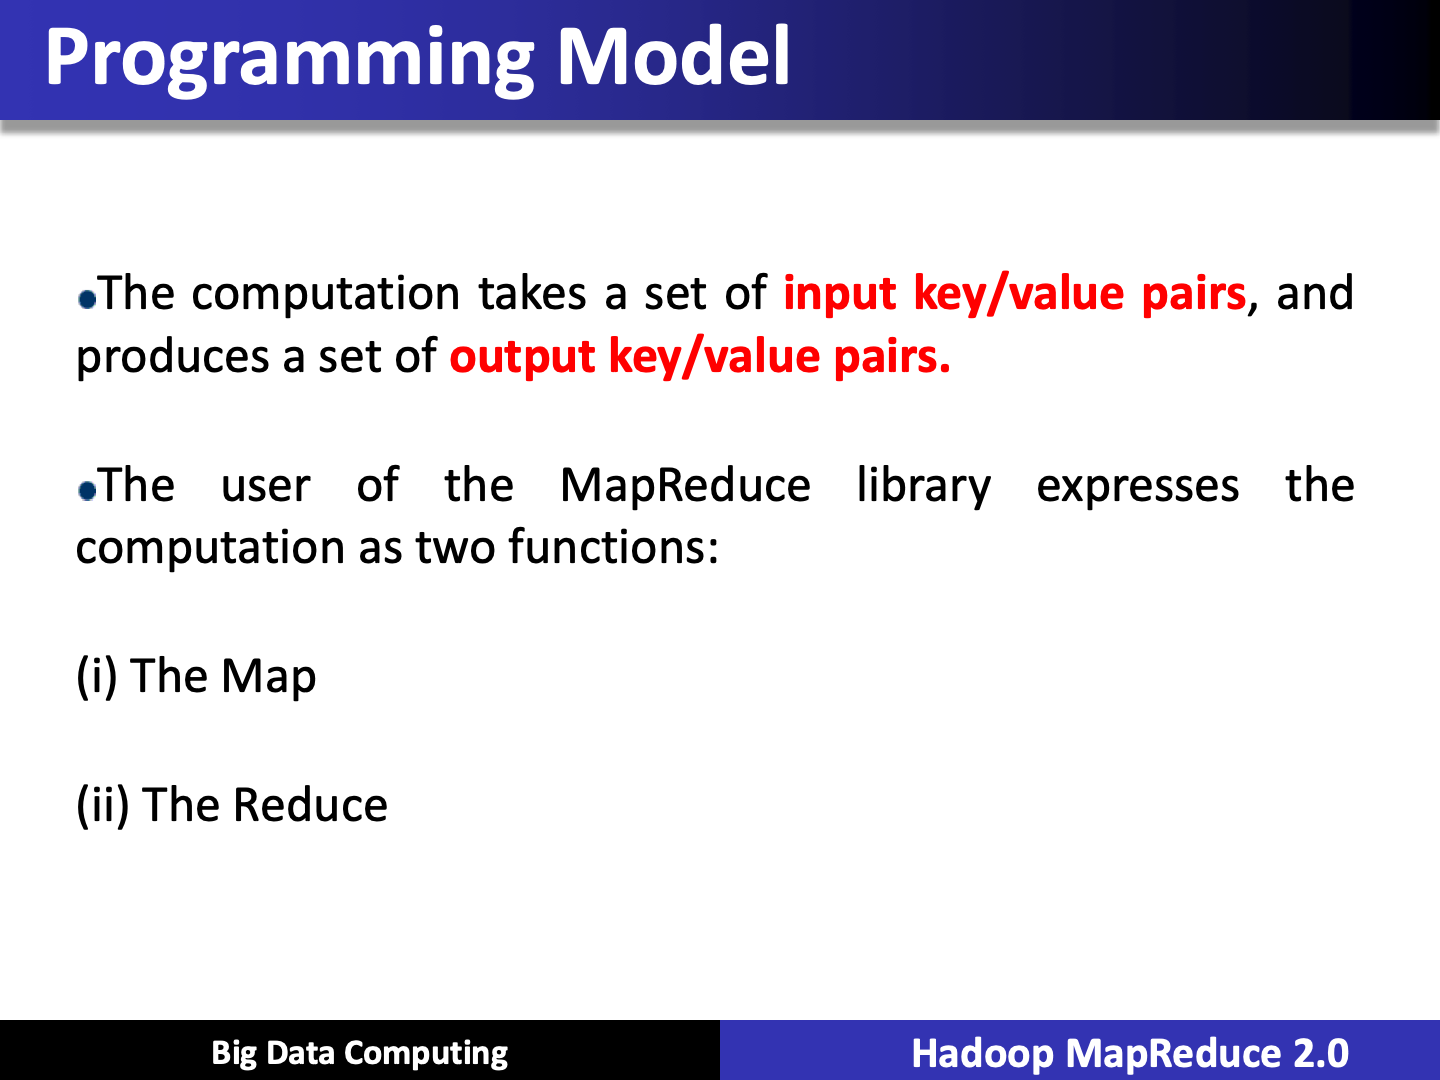 Programming Model
•The computation takes a set of input key/value pairs, and
produces a set of output key/value pairs.
•The user of the MapReduce library expresses the
computation as two functions:
(i) The Map
(ii) The Reduce
Big Data Computing
Hadoop MapReduce 2.0